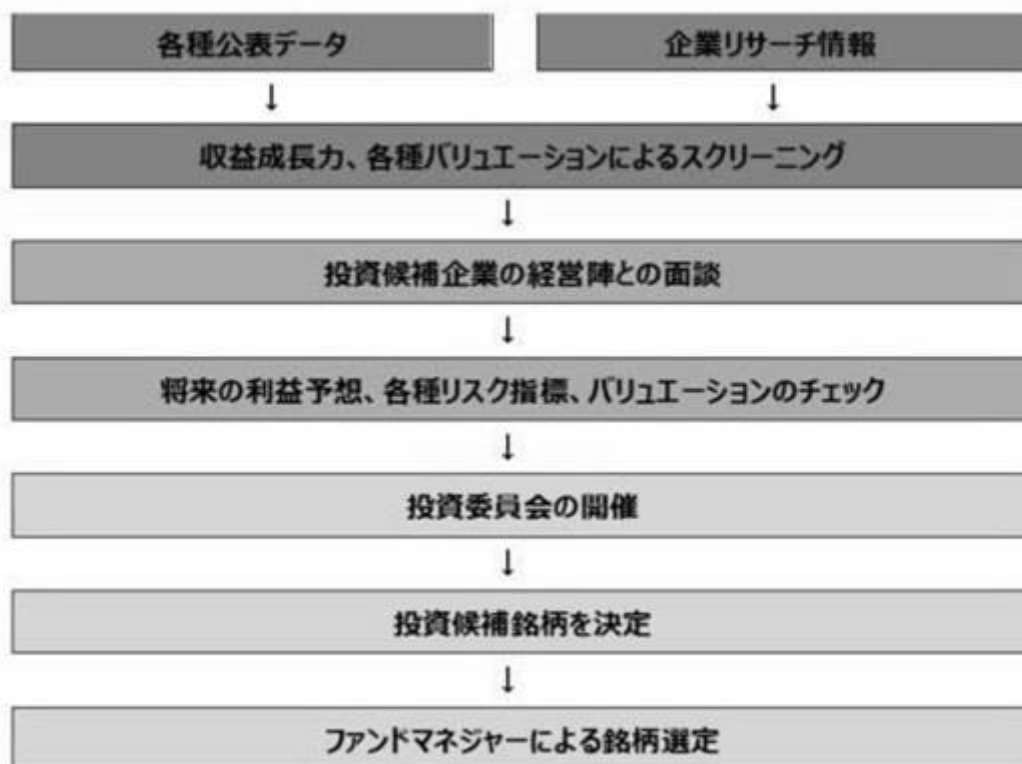 各種公表データ
企業リサーチ情報
↓
↓
収益成長力、各種バリュエーションによるスクリーニング
↓
投資候補企業の経営陣との面談
↓
将来の利益予想、各種リスク指標、バリュエーションのチェック
↓
投資委員会の開催
↓
投資候補銘柄を決定
↓
ファンドマネジャーによる銘柄選定